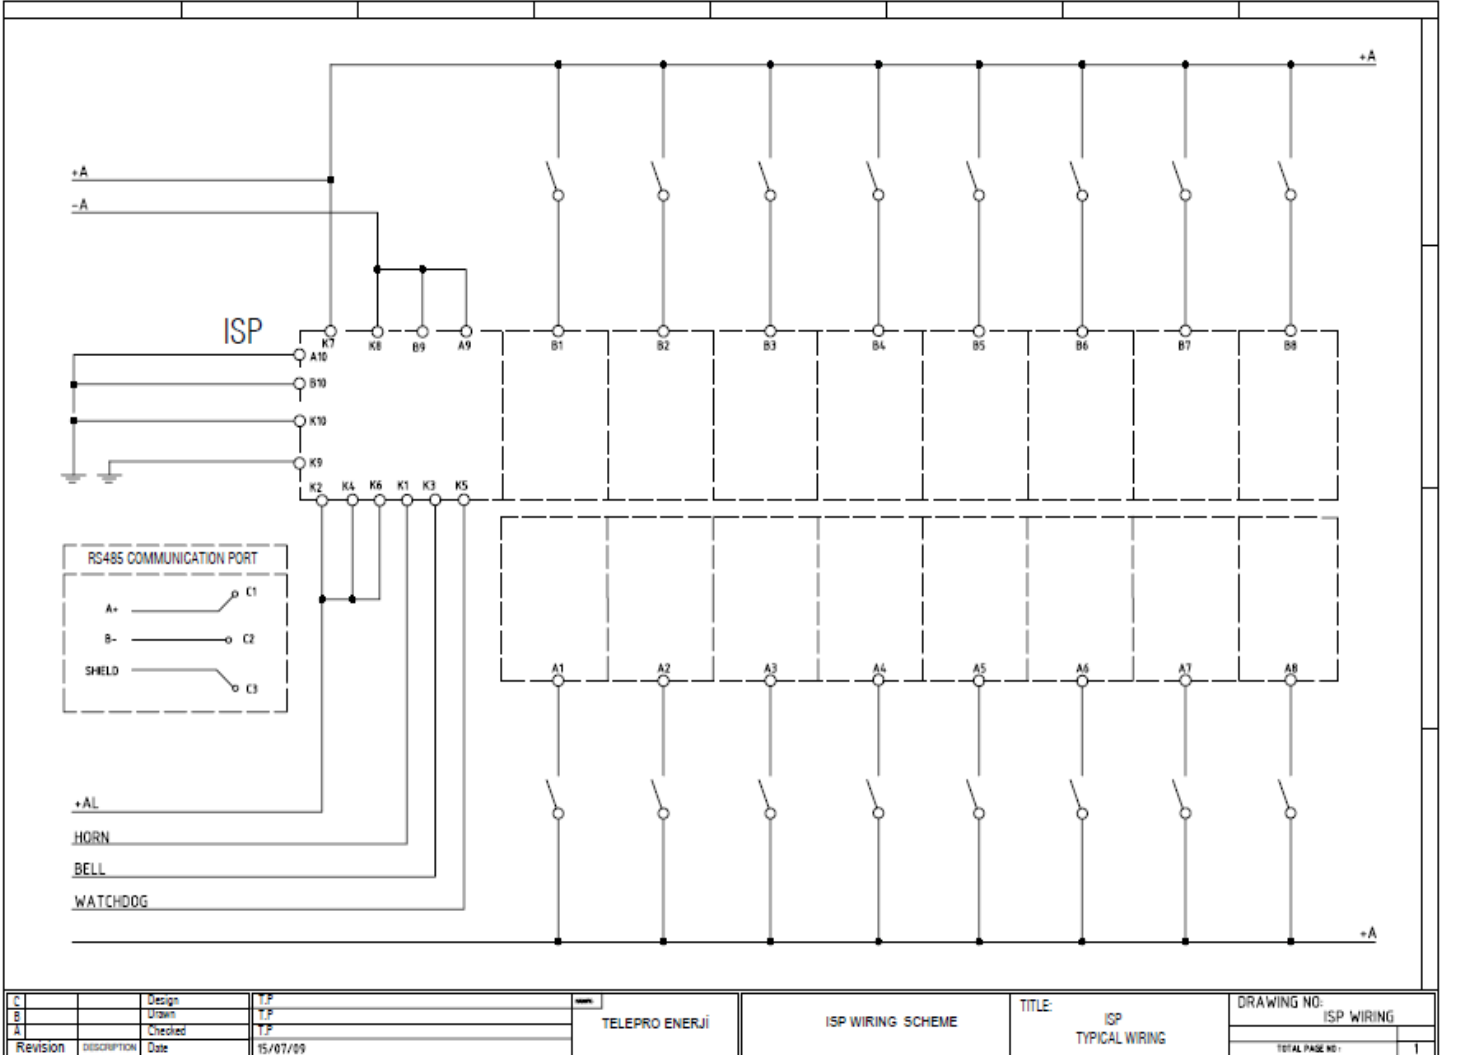 +A
+A
-A
ISP
K7 K8 B9 A9 B1 B2 B3 B4 B5 B6 B7 B8
A10
B10
K10
K9
K2 K4 K6 K1 K3 K5
RS485 COMMUNICATION PORT
A+ C1
B- C2
SHIELD C3
A1 A2 A3 A4 A5 A6 A7 A8
+AL
HORN
BELL
WATCHDOG
+A
C Design T.P
B Drawn T.P
A Checked T.P
Revision DESCRIPTION Date 15/07/09
TELEPRO ENERJİ
ISP WIRING SCHEME
TITLE:
ISP
TYPICAL WIRING
DRAWING NO:
ISP WIRING
TOTAL PAGE NO : 1